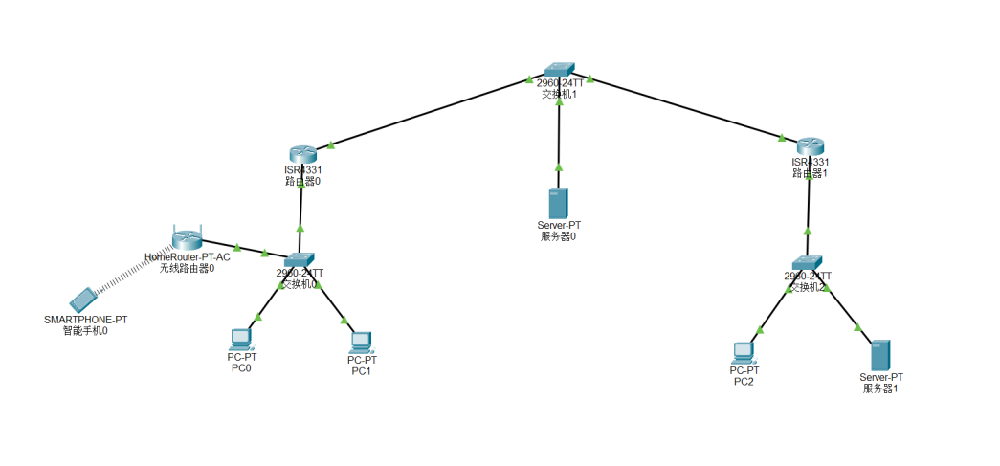 2960-24TT
交换机1
ISR4331
路由器0
ISR4331
路由器1
Server-PT
服务器0
HomeRouter-PT-AC
无线路由器0
2960-24TT
交换机0
2960-24TT
交换机2
SMARTPHONE-PT
智能手机0
PC-PT
PC0
PC-PT
PC1
PC-PT
PC2
Server-PT
服务器1